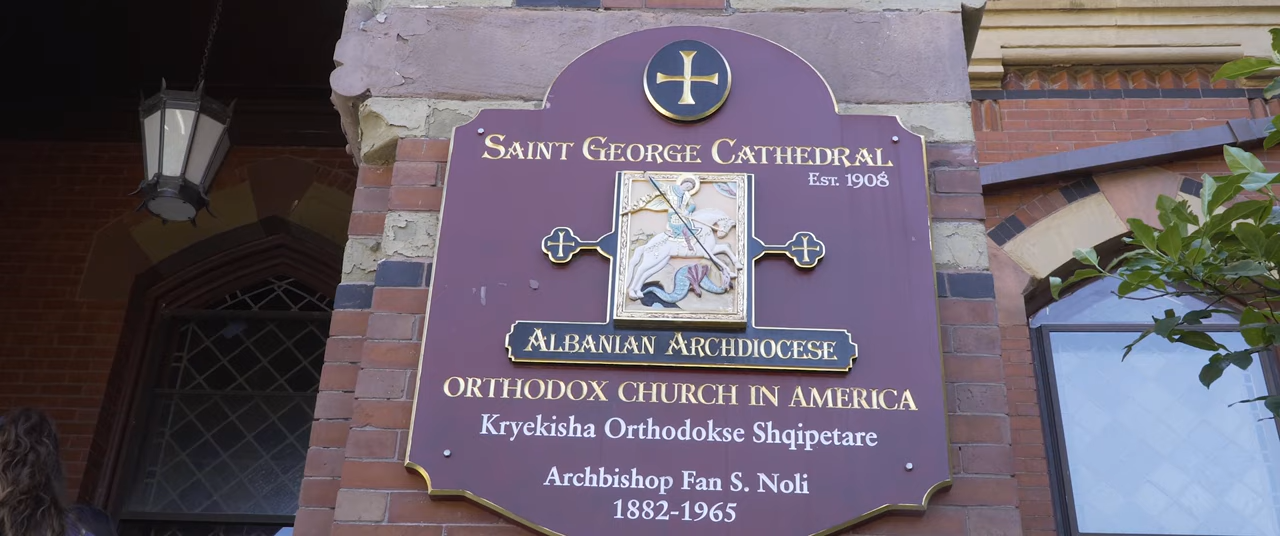 Saint George Cathedral
Est. 1908
Albanian Archdiocese
ORTHODOX CHURCH IN AMERICA
Kryekisha Orthodokse Shqipetare
Archbishop Fan S. Noli
1882-1965